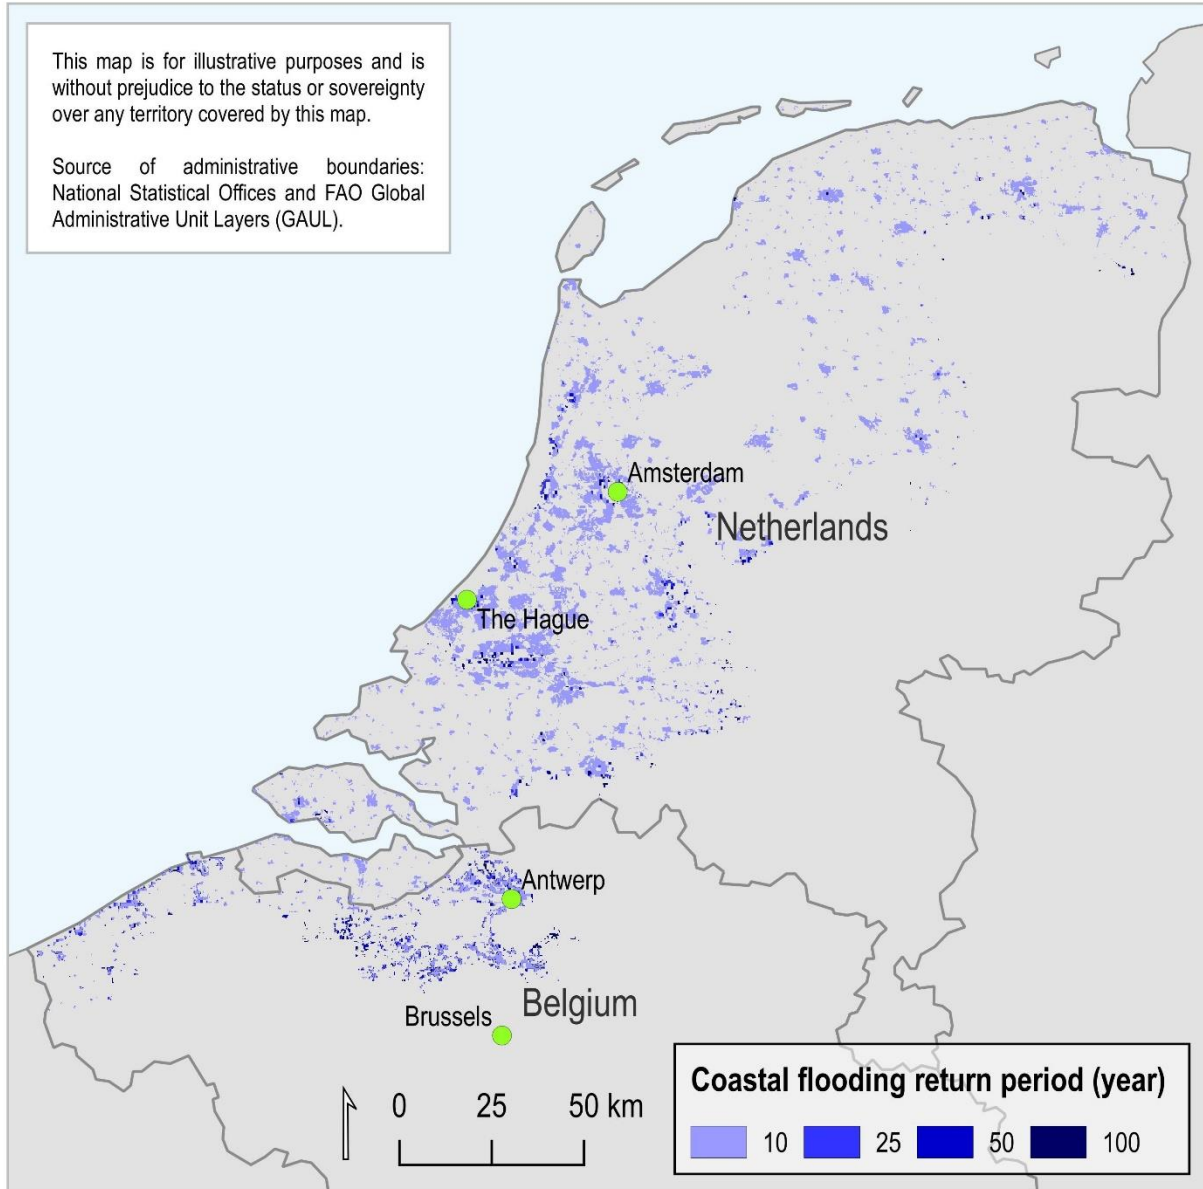 This map is for illustrative purposes and is
without prejudice to the status or sovereignty
over any territory covered by this map.
Source of administrative boundaries:
National Statistical Offices and FAO Global
Administrative Unit Layers (GAUL).
Amsterdam
Netherlands
The Hague
Antwerp
Belgium
Brussels
0 25 50 km
Coastal flooding return period (year)
10 25 50 100